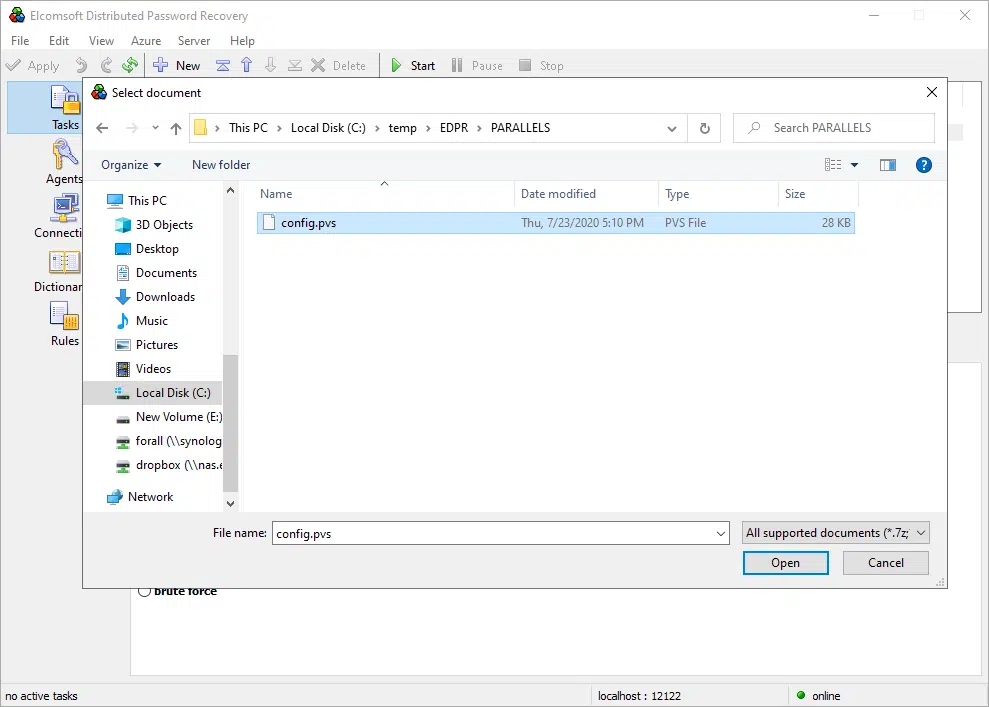 Elcomsoft Distributed Password Recovery
File Edit View Azure Server Help
Apply New Delete Start Pause Stop
Select document
This PC > Local Disk (C:) > temp > EDPR > PARALLELS
Search PARALLELS
Organize New folder
Name Date modified Type Size
config.pvs Thu, 7/23/2020 5:10 PM PVS File 28 KB
Tasks
Agents
Connecti
Dictionar
Rules
This PC
3D Objects
Desktop
Documents
Downloads
Music
Pictures
Videos
Local Disk (C:)
New Volume (E:)
forall (\\synolog
dropbox (\\nas.e
Network
File name: config.pvs All supported documents (*.7z;
Open Cancel
brute force
no active tasks localhost : 12122 online